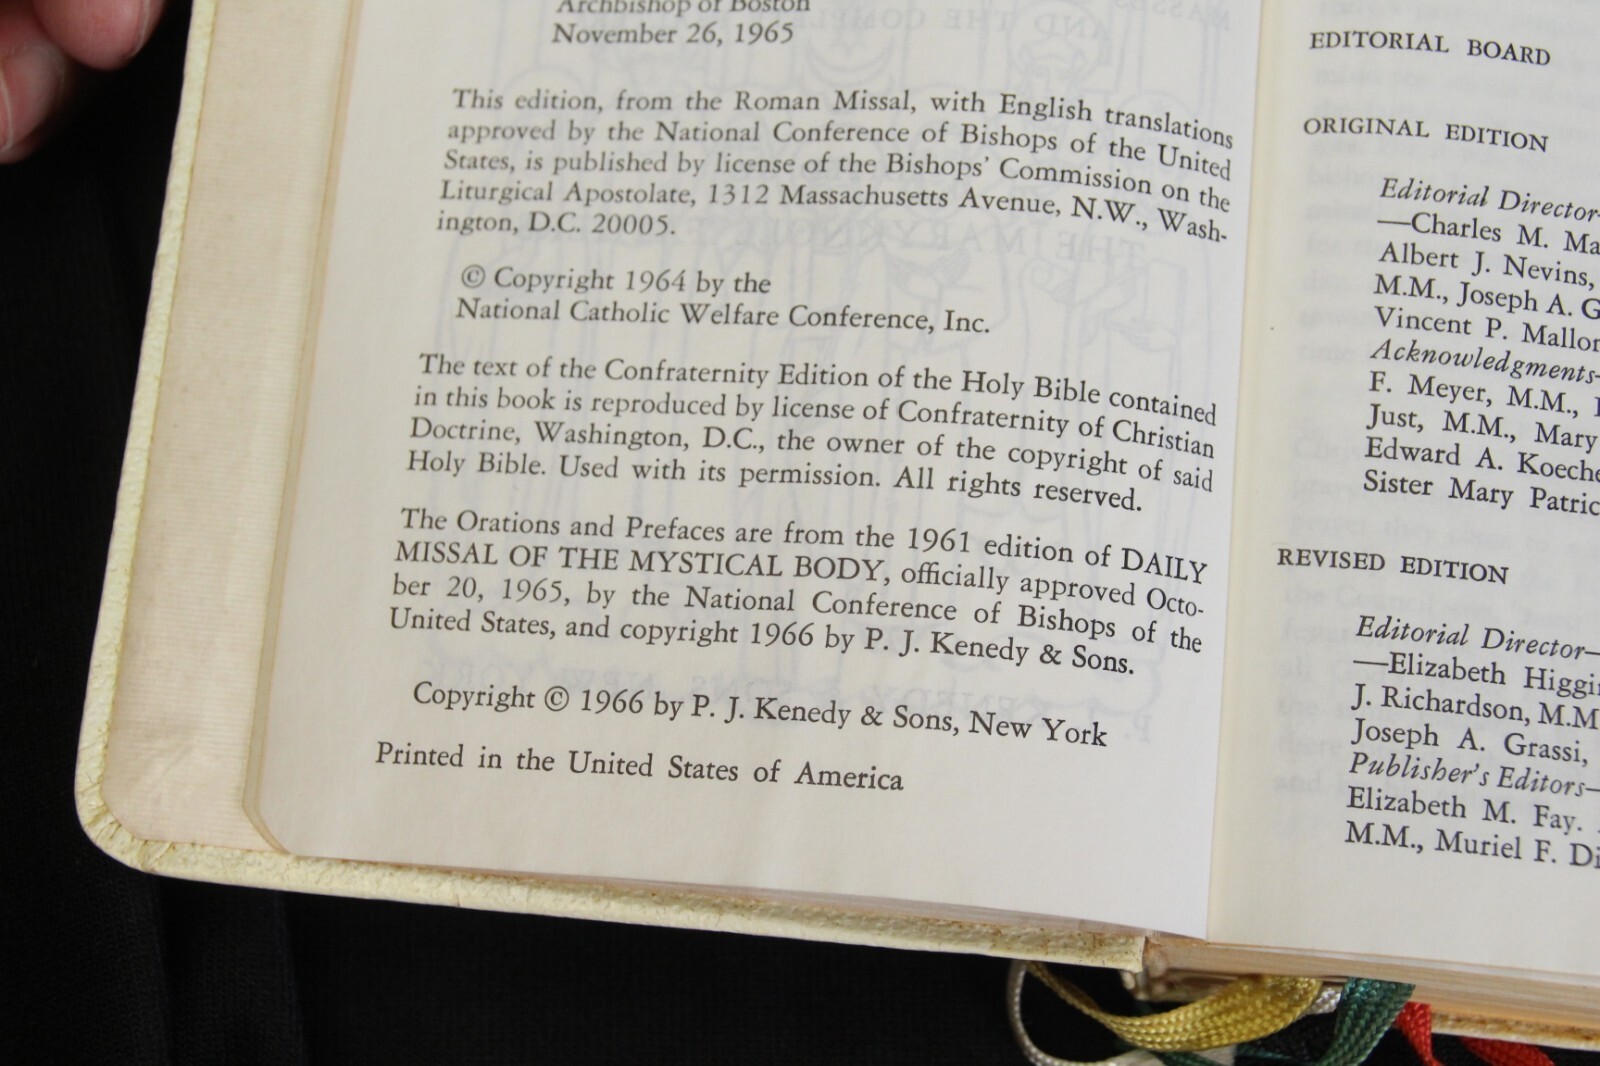 Archbishop of Boston
November 26, 1965
This edition, from the Roman Missal, with English translations
approved by the National Conference of Bishops of the United
States, is published by license of the Bishops' Commission on the
Liturgical Apostolate, 1312 Massachusetts Avenue, N.W., Wash-
ington, D.C. 20005.
© Copyright 1964 by the
National Catholic Welfare Conference, Inc.
The text of the Confraternity Edition of the Holy Bible contained
in this book is reproduced by license of Confraternity of Christian
Doctrine, Washington, D.C., the owner of the copyright of said
Holy Bible. Used with its permission. All rights reserved.
The Orations and Prefaces are from the 1961 edition of DAILY
MISSAL OF THE MYSTICAL BODY, officially approved Octo-
ber 20, 1965, by the National Conference of Bishops of the
United States, and copyright 1966 by P. J. Kenedy & Sons.
Copyright © 1966 by P. J. Kenedy & Sons, New York
Printed in the United States of America
EDITORIAL BOARD
ORIGINAL EDITION
Editorial Director
—Charles M. Ma
Albert J. Nevins,
M.M., Joseph A. G
Vincent P. Mallo
Acknowledgments—
F. Meyer, M.M.,
Just, M.M., Mary
Edward A. Koeche
Sister Mary Patric
REVISED EDITION
Editorial Director—
—Elizabeth Higgi
J. Richardson, M.M
Joseph A. Grassi,
Publisher's Editors—
Elizabeth M. Fay.
M.M., Muriel F. Di